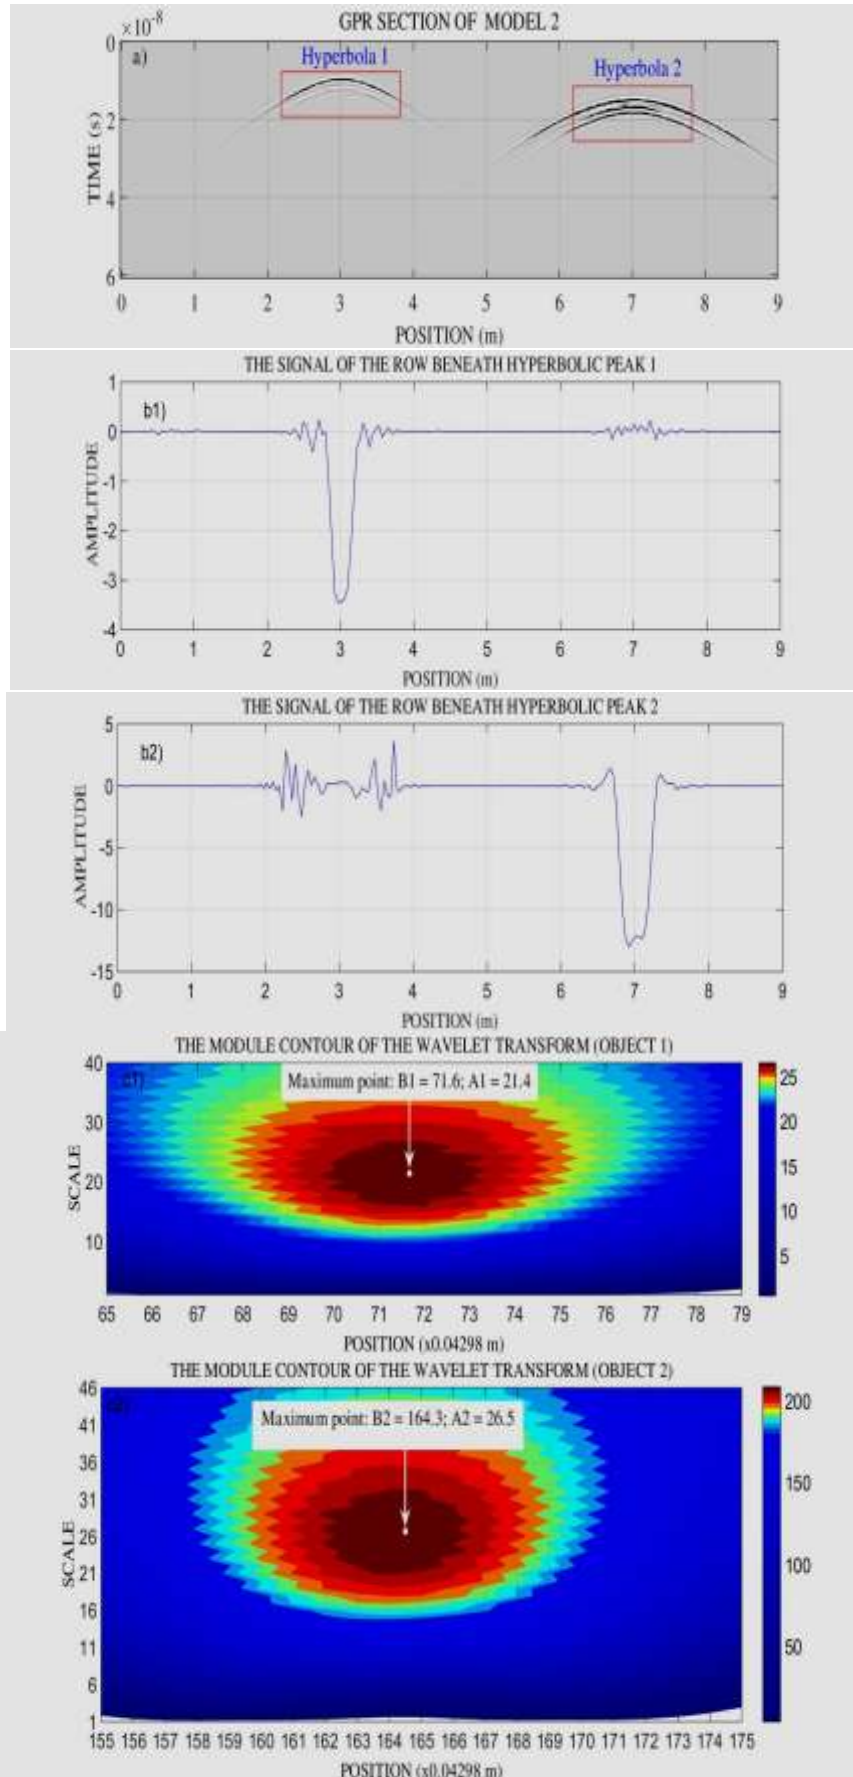 GPR SECTION OF MODEL 2
×10⁻⁸
a)
Hyperbola 1
Hyperbola 2
TIME (s)
0
2
4
6
0 1 2 3 4 5 6 7 8 9
POSITION (m)
THE SIGNAL OF THE ROW BENEATH HYPERBOLIC PEAK 1
b1)
AMPLITUDE
1
0
-1
-2
-3
-4
0 1 2 3 4 5 6 7 8 9
POSITION (m)
THE SIGNAL OF THE ROW BENEATH HYPERBOLIC PEAK 2
b2)
AMPLITUDE
5
0
-5
-10
-15
0 1 2 3 4 5 6 7 8 9
POSITION (m)
THE MODULE CONTOUR OF THE WAVELET TRANSFORM (OBJECT 1)
c1)
Maximum point: B1 = 71.6; A1 = 21.4
SCALE
40
30
20
10
25
20
15
10
5
65 66 67 68 69 70 71 72 73 74 75 76 77 78 79
POSITION (x0.04298 m)
THE MODULE CONTOUR OF THE WAVELET TRANSFORM (OBJECT 2)
Maximum point: B2 = 164.3; A2 = 26.5
SCALE
46
41
36
31
26
21
16
11
6
1
200
150
100
50
155 156 157 158 159 160 161 162 163 164 165 166 167 168 169 170 171 172 173 174 175
POSITION (x0.04298 m)